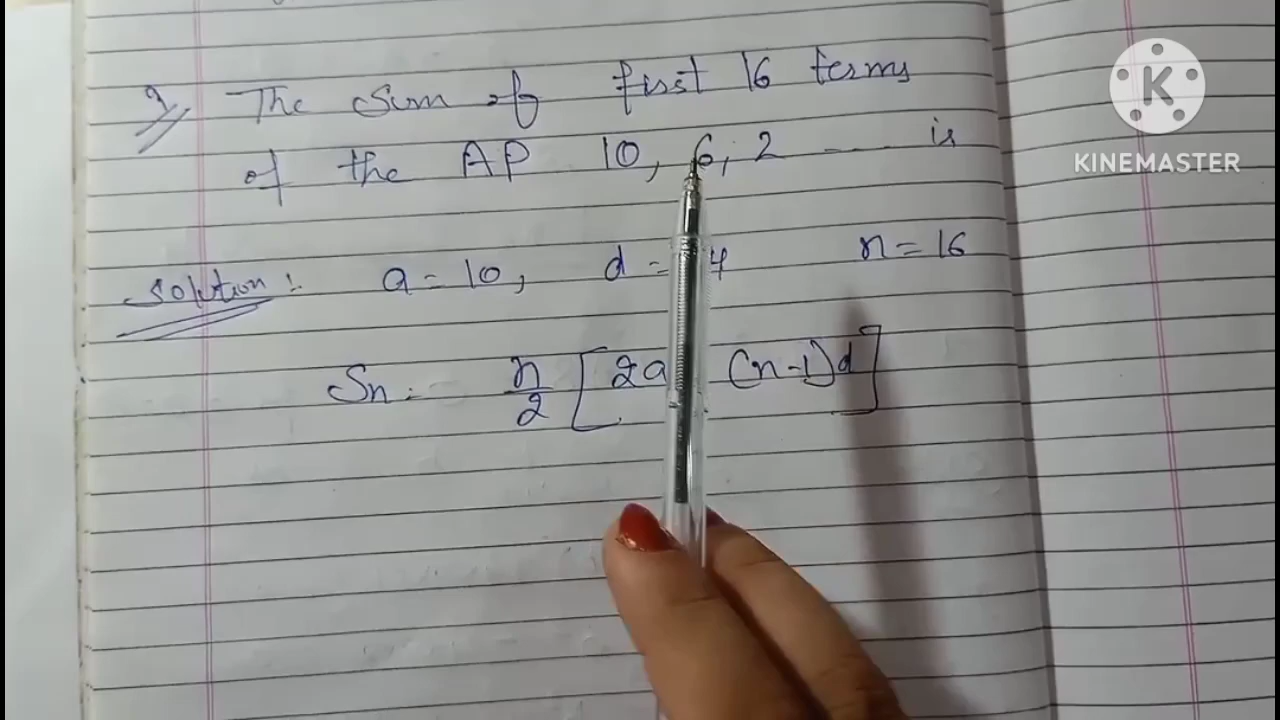 ? The Sum of first 16 terms
of the AP 10, 6, 2 --- is
Solution:- a = 10, d = 4 n = 16
Sn = n/2 [2a (n-1)d]
KINEMASTER